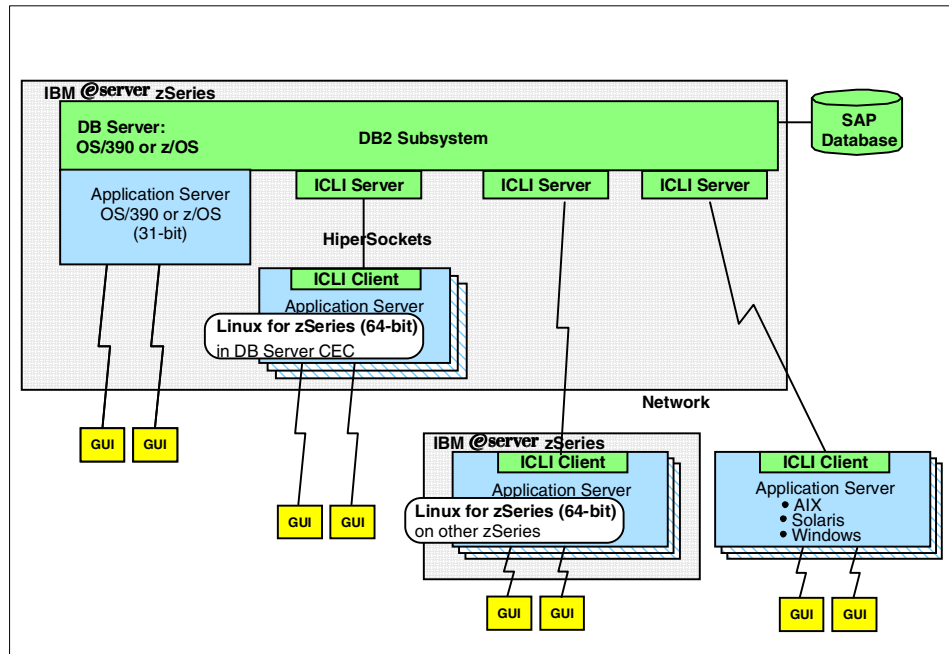 IBM @server zSeries
DB Server:
OS/390 or z/OS
DB2 Subsystem
SAP
Database
Application Server
OS/390 or z/OS
(31-bit)
ICLI Server
ICLI Server
ICLI Server
HiperSockets
ICLI Client
Application Server
Linux for zSeries (64-bit)
in DB Server CEC
Network
GUI
GUI
IBM @server zSeries
ICLI Client
Application Server
Linux for zSeries (64-bit)
on other zSeries
ICLI Client
Application Server
• AIX
• Solaris
• Windows
GUI
GUI
GUI
GUI
GUI
GUI